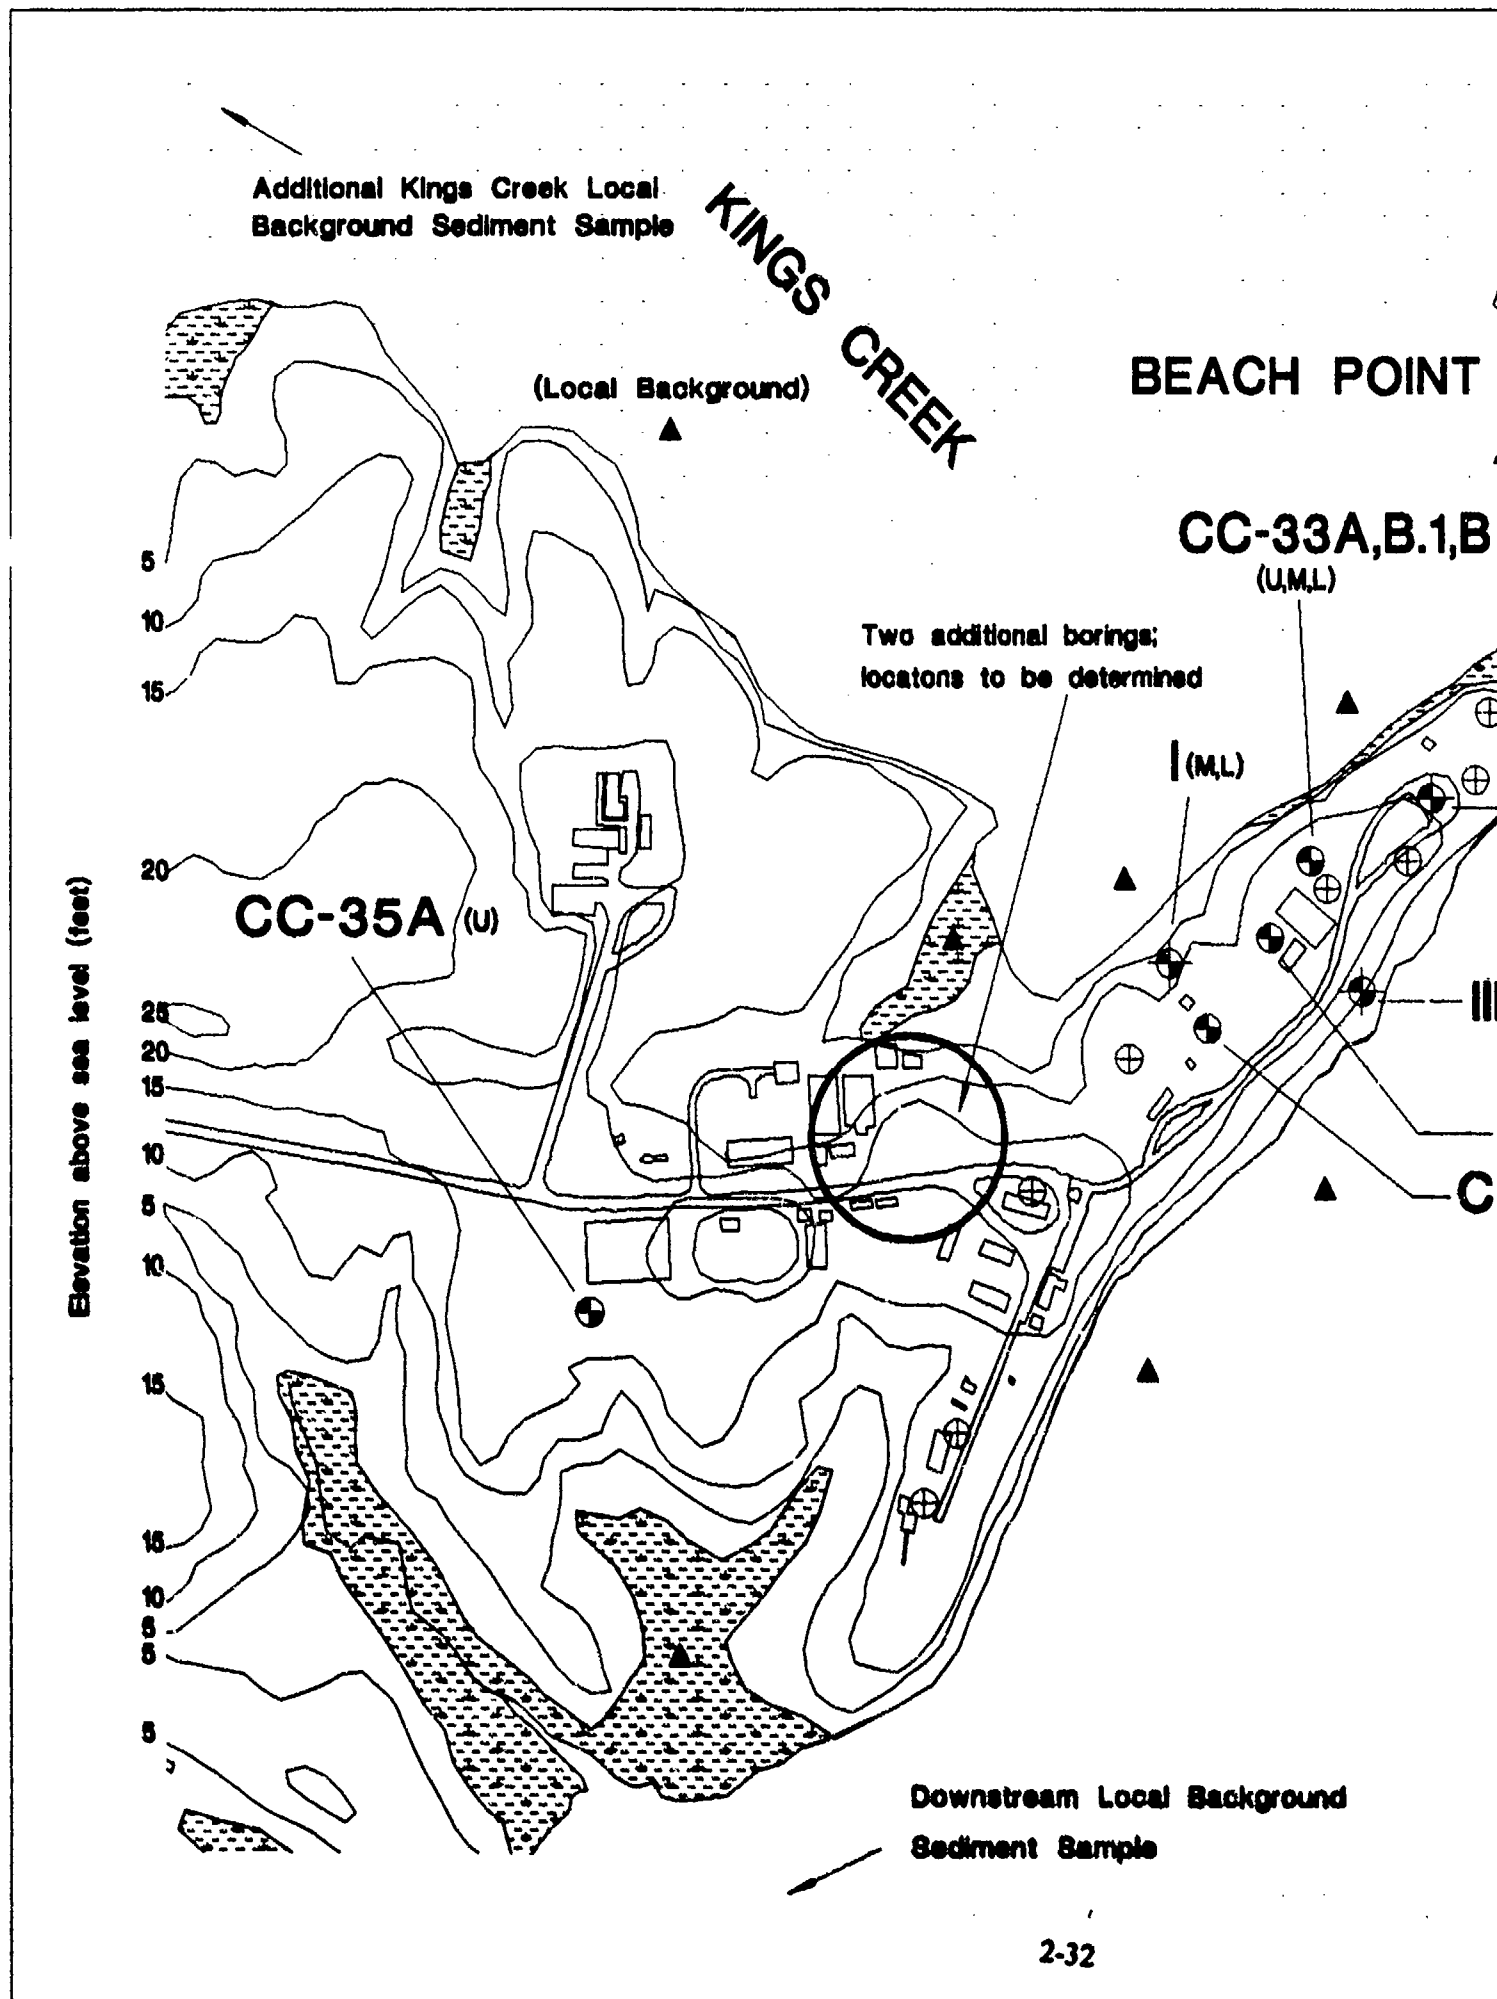 Additional Kings Creek Local
Background Sediment Sample
KINGS CREEK
(Local Background)
BEACH POINT
CC-33A,B.1,B
(U,M,L)
Two additional borings;
locatons to be determined
I (M,L)
CC-35A (U)
III
C
Elevation above sea level (feet)
5
10
15
20
25
20
15
10
5
10
15
15
10
5
5
5
Downstream Local Background
Sediment Sample
2-32